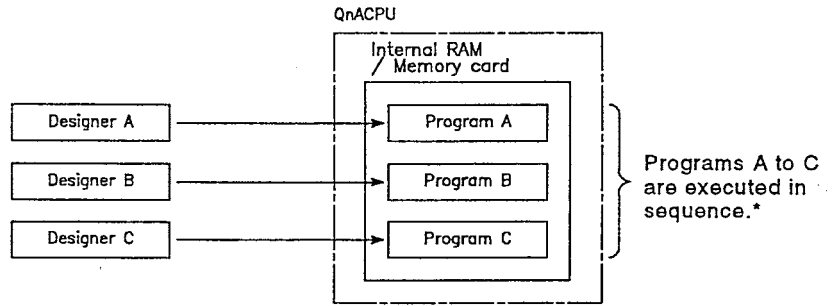 QnACPU
Internal RAM
/ Memory card
Designer A
Program A
Designer B
Program B
Designer C
Program C
Programs A to C
are executed in
sequence.*